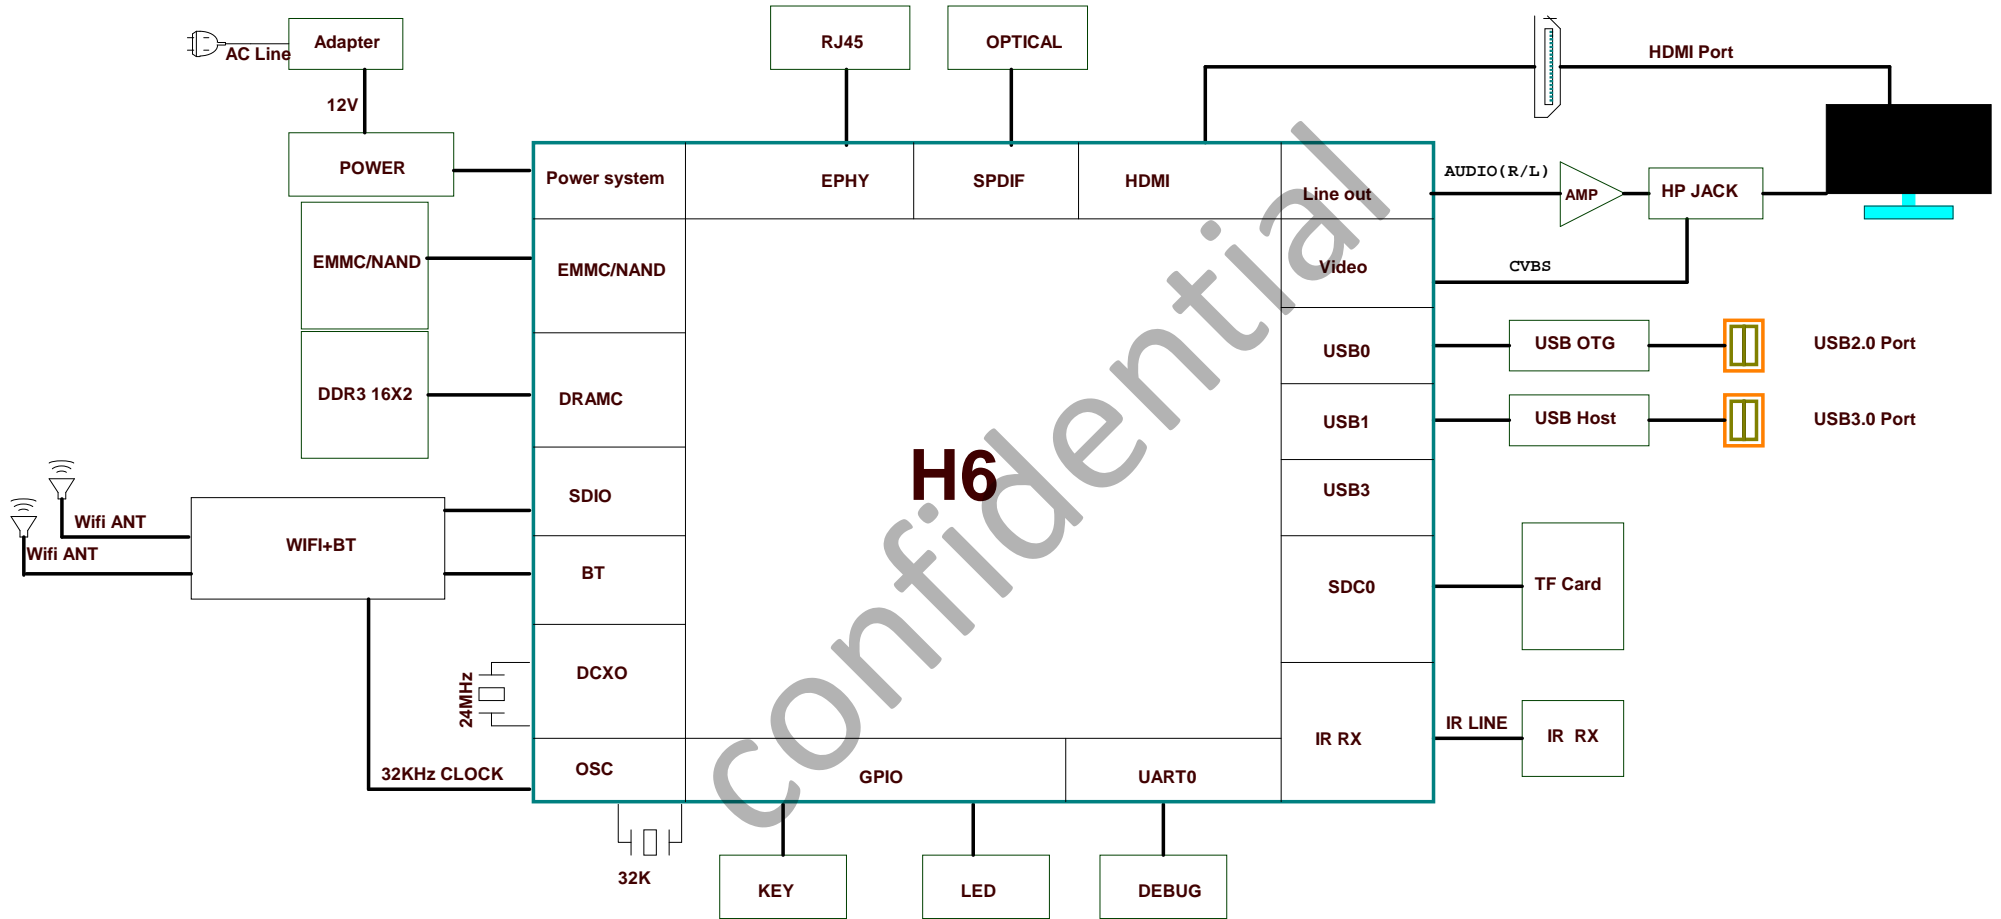 Adapter
AC Line
12V
RJ45
OPTICAL
HDMI Port
POWER
Power system
EPHY
SPDIF
HDMI
Line out
AUDIO(R/L)
AMP
HP JACK
EMMC/NAND
EMMC/NAND
Video
CVBS
DDR3 16X2
DRAMC
USB0
USB OTG
USB2.0 Port
USB1
USB Host
USB3.0 Port
H6
USB3
SDIO
Wifi ANT
Wifi ANT
WIFI+BT
BT
SDC0
TF Card
DCXO
24MHz
IR RX
IR LINE
IR RX
32KHz CLOCK
OSC
GPIO
UART0
32K
KEY
LED
DEBUG
confidential